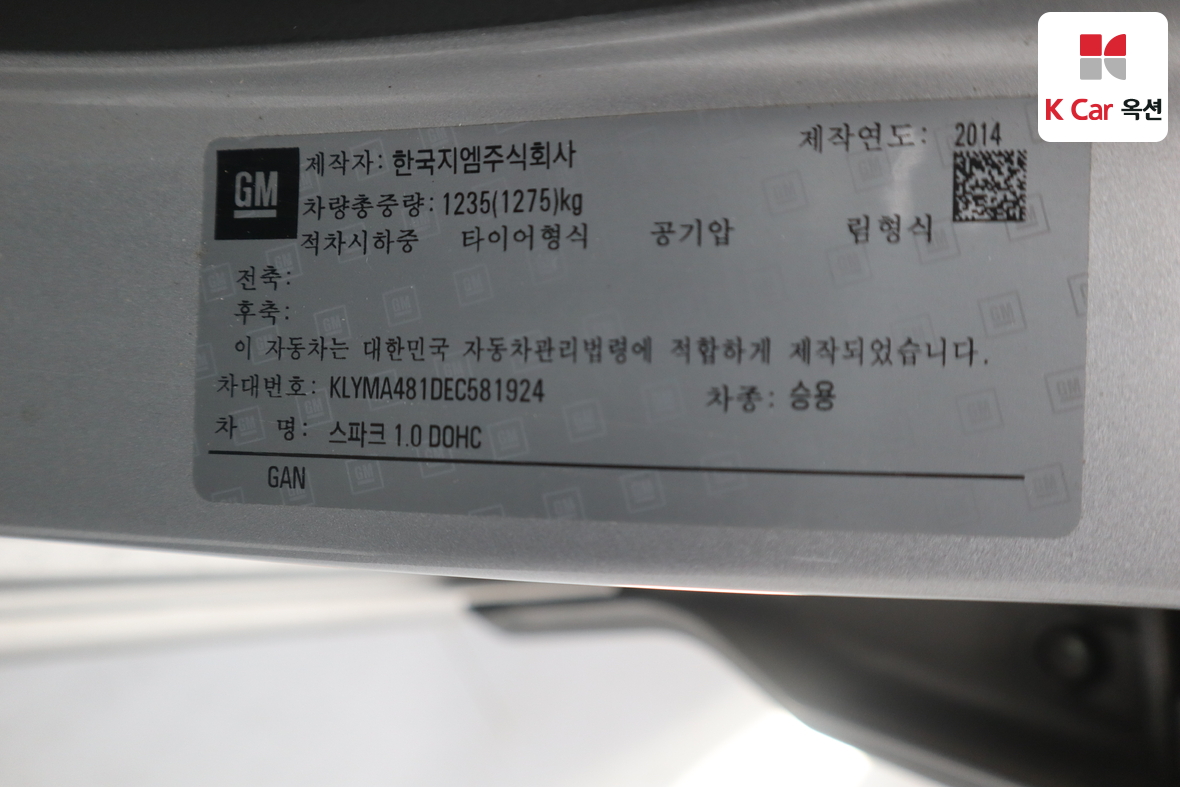 K Car 옥션
GM 제작자: 한국지엠주식회사 제작연도: 2014
차량총중량: 1235(1275)kg
적차시하중 타이어형식 공기압 림형식
전축:
후축:
이 자동차는 대한민국 자동차관리법령에 적합하게 제작되었습니다.
차대번호: KLYMA481DEC581924 차종: 승용
차 명: 스파크 1.0 DOHC
GAN